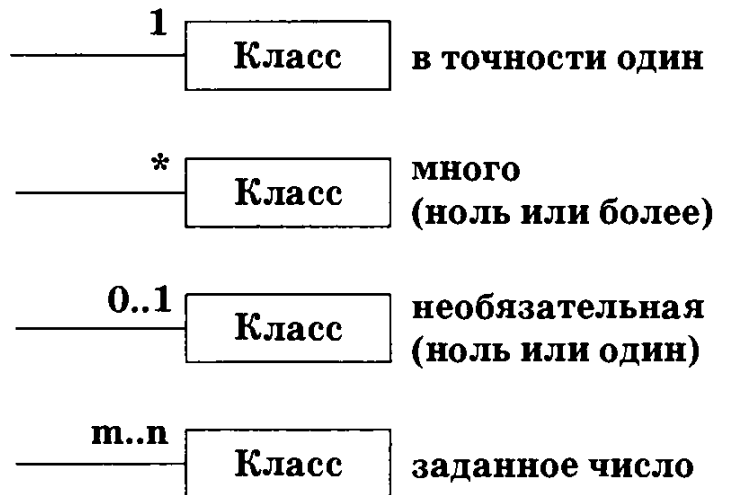 1
Класс в точности один
*
Класс много
(ноль или более)
0..1
Класс необязательная
(ноль или один)
m..n
Класс заданное число